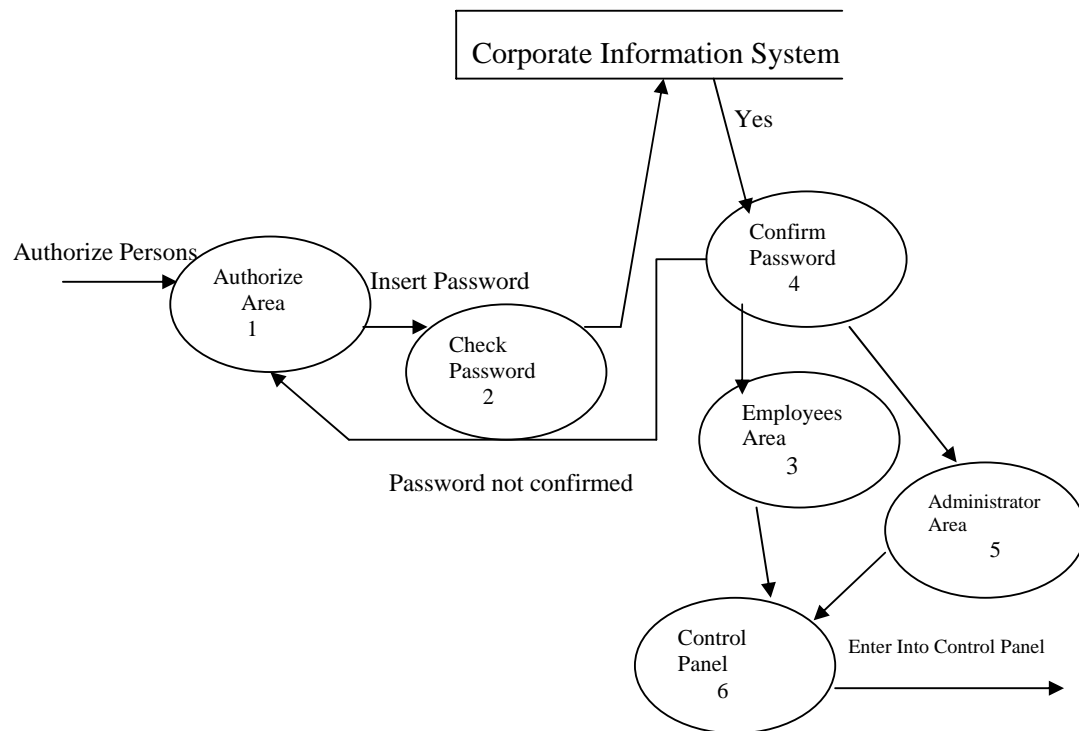 Corporate Information System
Yes
Authorize Persons
Authorize
Area
1
Insert Password
Check
Password
2
Confirm
Password
4
Employees
Area
3
Password not confirmed
Administrator
Area
5
Control
Panel
6
Enter Into Control Panel